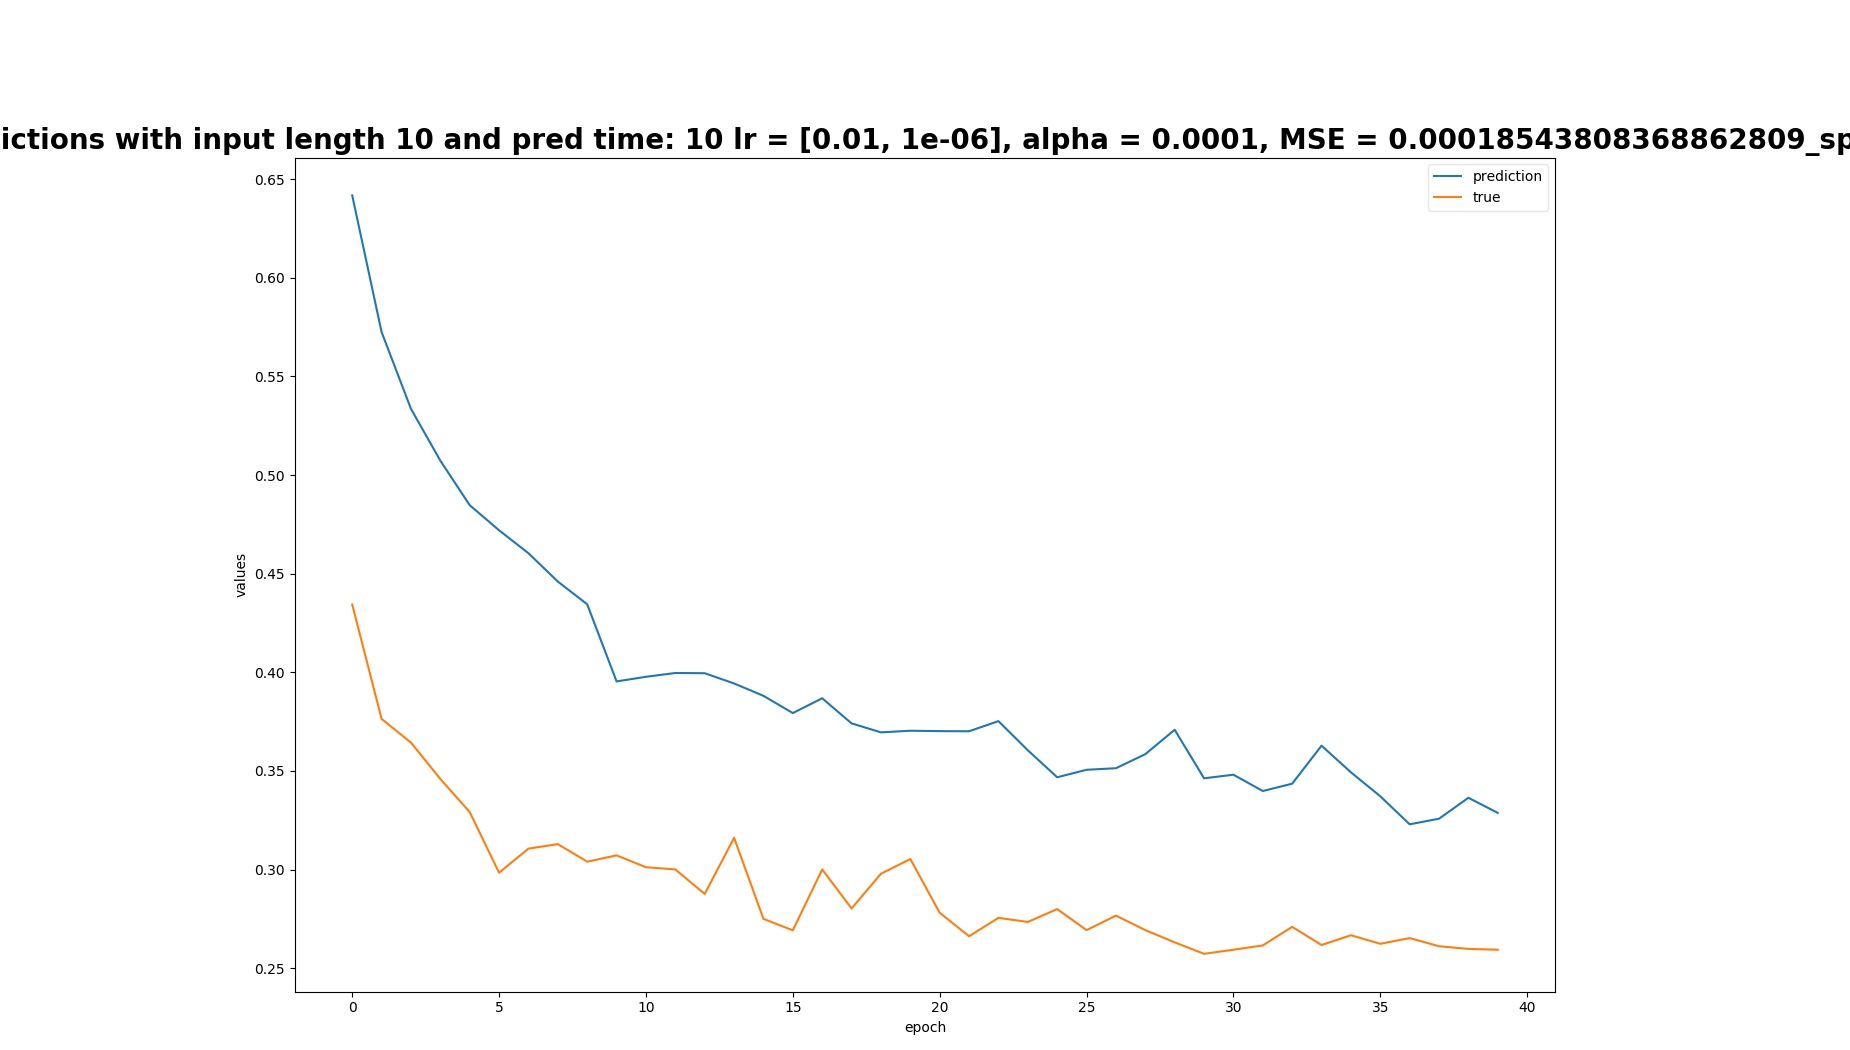 ictions with input length 10 and pred time: 10 lr = [0.01, 1e-06], alpha = 0.0001, MSE = 0.00018543808368862809_sp
prediction
true
0.65
0.60
0.55
0.50
0.45
0.40
0.35
0.30
0.25
values
0 5 10 15 20 25 30 35 40
epoch